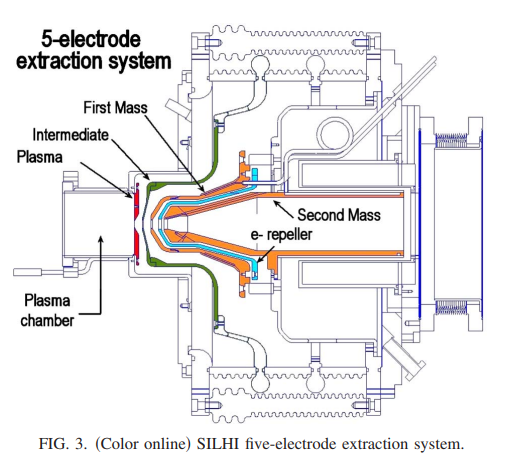 5-electrode
extraction system
First Mass
Intermediate
Plasma
Second Mass
e- repeller
Plasma
chamber
FIG. 3. (Color online) SILHI five-electrode extraction system.